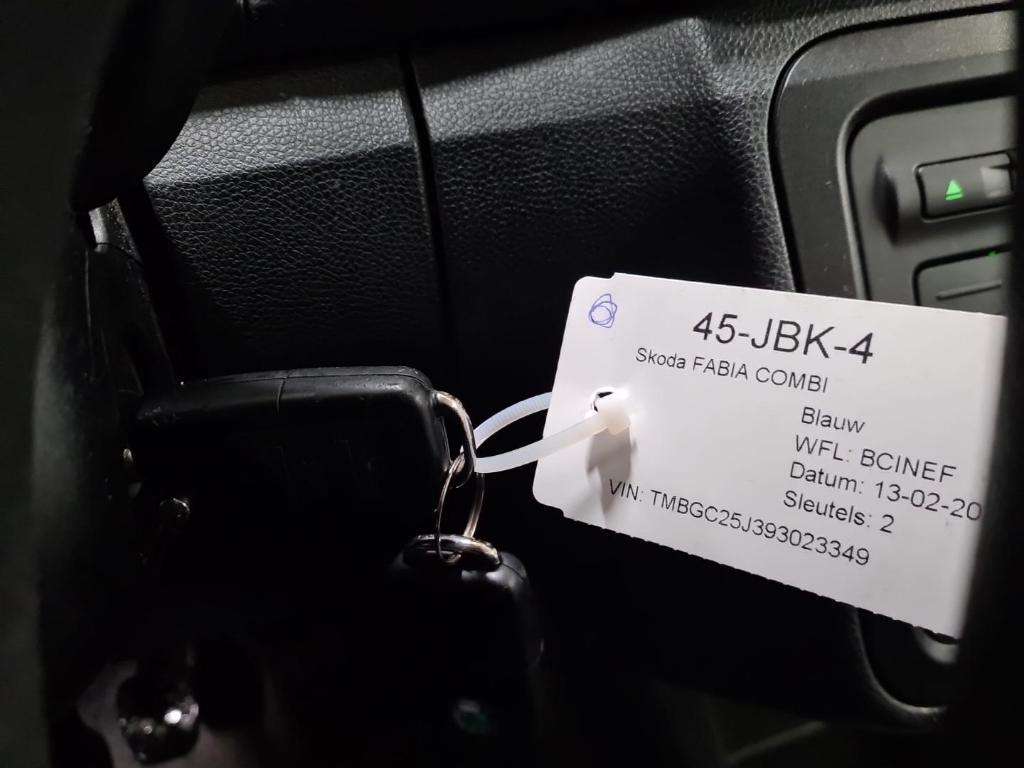 45-JBK-4
Skoda FABIA COMBI
Blauw
WFL: BCINEF
Datum: 13-02-20
Sleutels: 2
VIN: TMBGC25J393023349